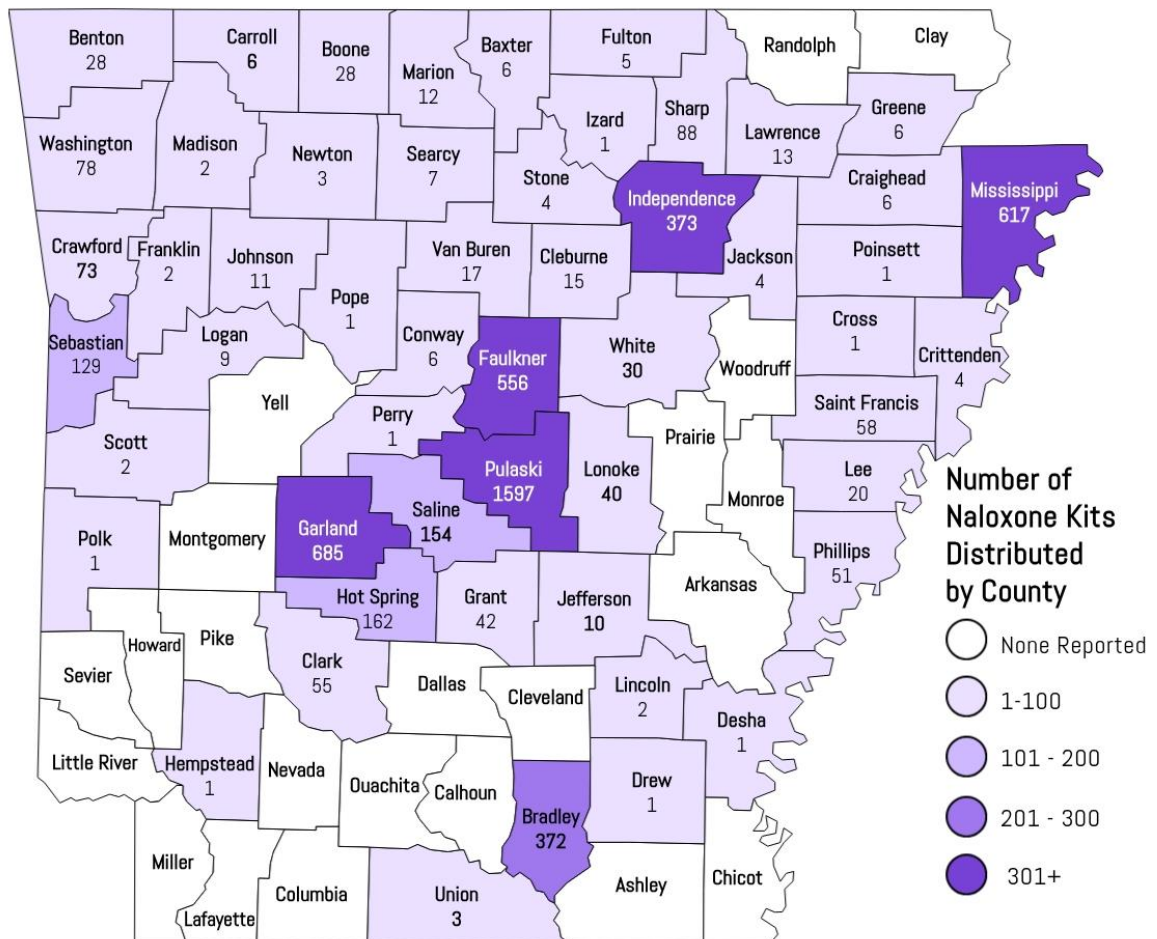 Benton
28
Carroll
6
Boone
28
Marion
12
Baxter
6
Fulton
5
Randolph
Clay
Washington
78
Madison
2
Newton
3
Searcy
7
Stone
4
Izard
1
Sharp
88
Lawrence
13
Greene
6
Independence
373
Craighead
6
Mississippi
617
Crawford
73
Franklin
2
Johnson
11
Pope
1
Van Buren
17
Cleburne
15
Jackson
4
Poinsett
1
Sebastian
129
Logan
9
Conway
6
Faulkner
556
White
30
Woodruff
Cross
1
Crittenden
4
Yell
Scott
2
Perry
1
Pulaski
1597
Lonoke
40
Prairie
Saint Francis
58
Monroe
Lee
20
Polk
1
Montgomery
Garland
685
Saline
154
Hot Spring
162
Grant
42
Jefferson
10
Arkansas
Phillips
51
Howard
Pike
Sevier
Clark
55
Dallas
Cleveland
Lincoln
2
Desha
1
Little River
Hempstead
1
Nevada
Ouachita
Calhoun
Bradley
372
Drew
1
Miller
Lafayette
Columbia
Union
3
Ashley
Chicot
Number of
Naloxone Kits
Distributed
by County
None Reported
1-100
101 - 200
201 - 300
301+